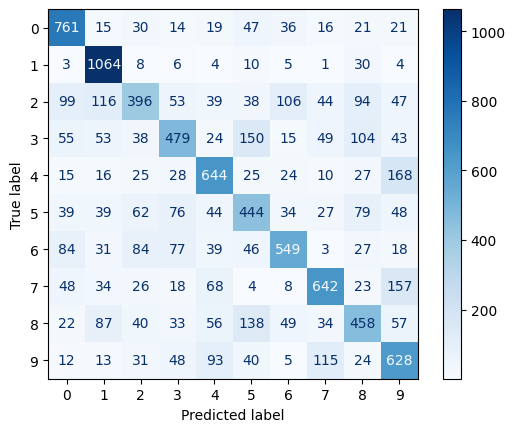 0 761 15 30 14 19 47 36 16 21 21
1 3 1064 8 6 4 10 5 1 30 4
2 99 116 396 53 39 38 106 44 94 47
3 55 53 38 479 24 150 15 49 104 43
4 15 16 25 28 644 25 24 10 27 168
5 39 39 62 76 44 444 34 27 79 48
6 84 31 84 77 39 46 549 3 27 18
7 48 34 26 18 68 4 8 642 23 157
8 22 87 40 33 56 138 49 34 458 57
9 12 13 31 48 93 40 5 115 24 628
0 1 2 3 4 5 6 7 8 9
Predicted label
True label
1000
800
600
400
200